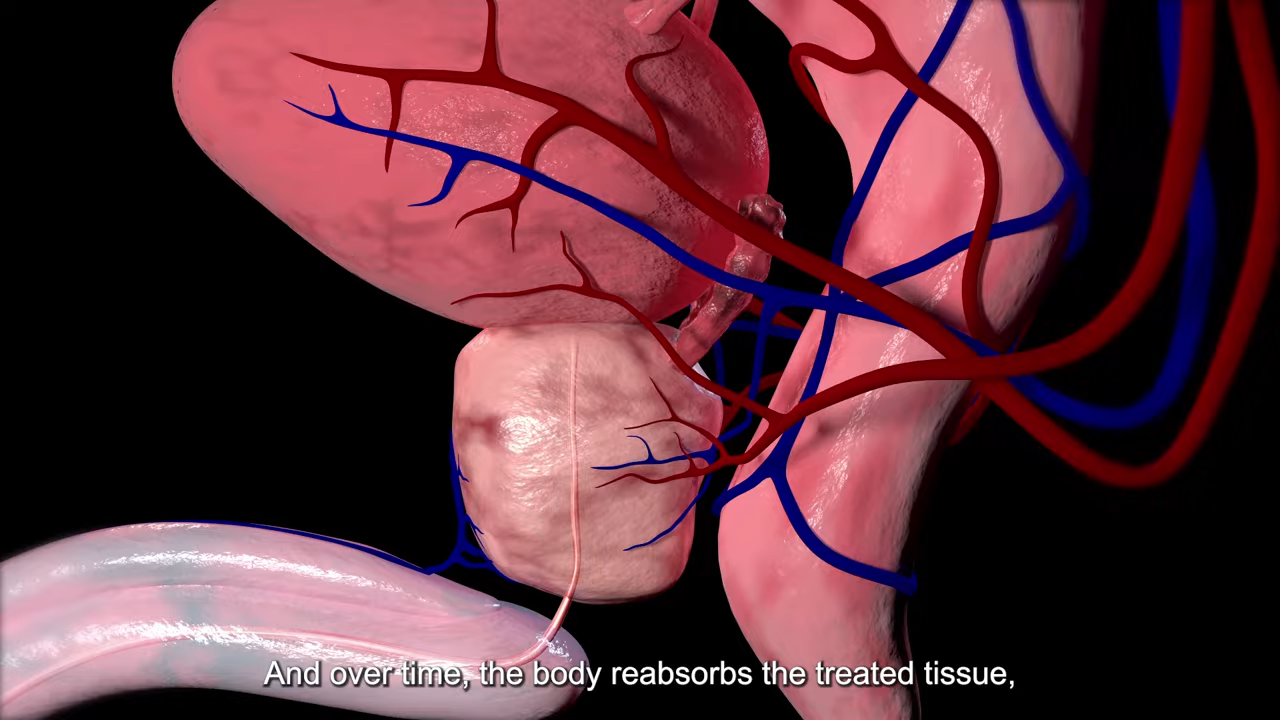 And over time, the body reabsorbs the treated tissue,